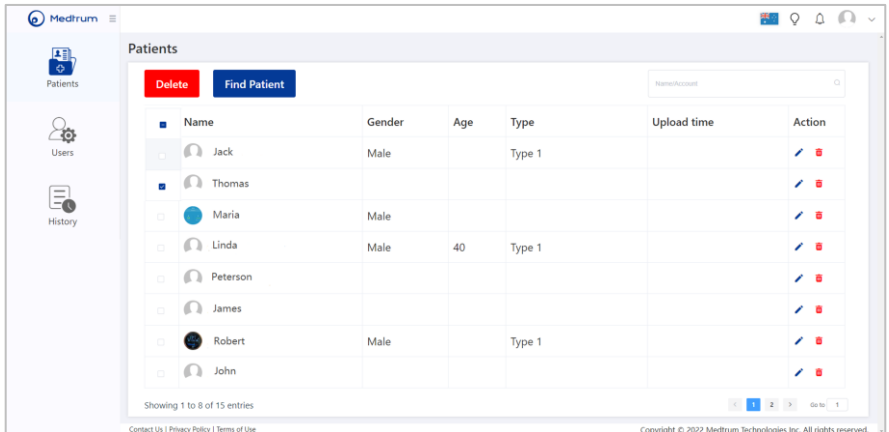 Medtrum
Patients
Patients
Delete Find Patient Name/Account
Name Gender Age Type Upload time Action
Jack Male Type 1
Thomas
Users
Maria Male
History
Linda Male 40 Type 1
Peterson
James
Robert Male Type 1
John
Showing 1 to 8 of 15 entries < 1 2 > Go to 1
Contact Us | Privacy Policy | Terms of Use Copyright © 2022 Medtrum Technologies Inc. All rights reserved.